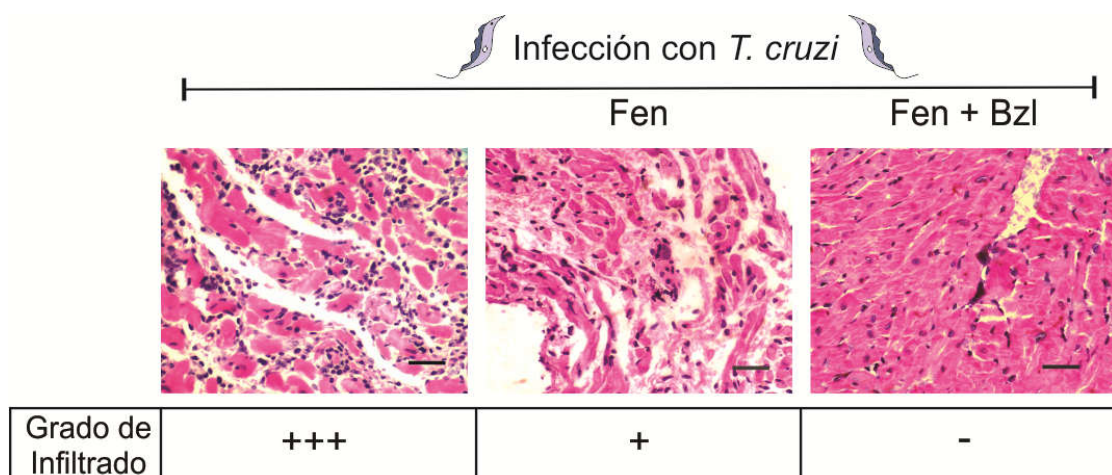 Infección con T. cruzi
Fen
Fen + Bzl
Grado de
Infiltrado
+++
+
-